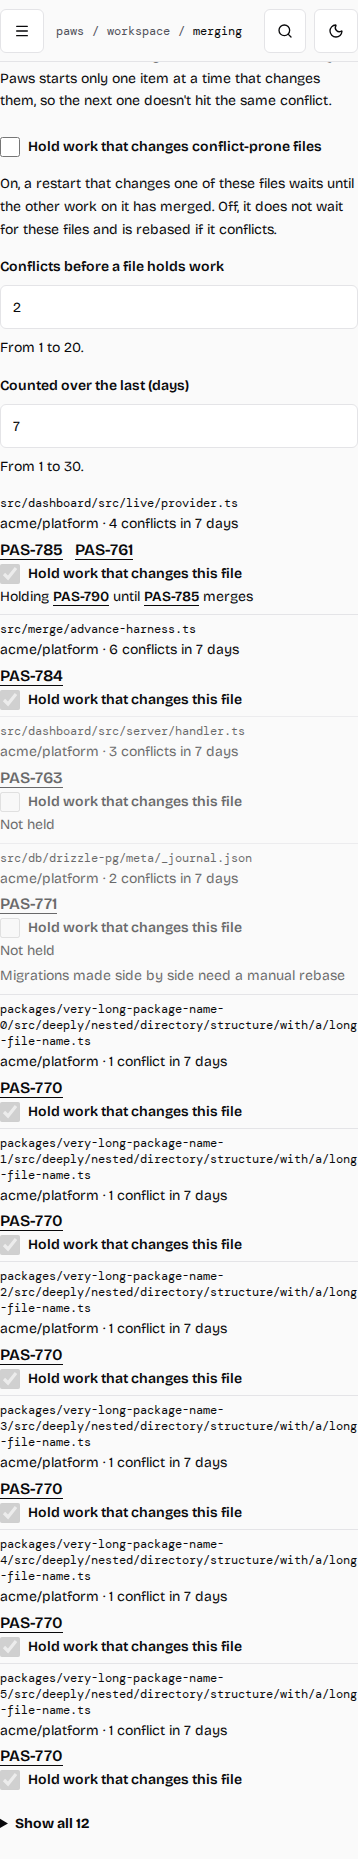 paws / workspace / merging
Paws starts only one item at a time that changes
them, so the next one doesn't hit the same conflict.
Hold work that changes conflict-prone files
On, a restart that changes one of these files waits until
the other work on it has merged. Off, it does not wait
for these files and is rebased if it conflicts.
Conflicts before a file holds work
2
From 1 to 20.
Counted over the last (days)
7
From 1 to 30.
src/dashboard/src/live/provider.ts
acme/platform · 4 conflicts in 7 days
PAS-785 PAS-761
Hold work that changes this file
Holding PAS-790 until PAS-785 merges
src/merge/advance-harness.ts
acme/platform · 6 conflicts in 7 days
PAS-784
Hold work that changes this file
src/dashboard/src/server/handler.ts
acme/platform · 3 conflicts in 7 days
PAS-763
Hold work that changes this file
Not held
src/db/drizzle-pg/meta/_journal.json
acme/platform · 2 conflicts in 7 days
PAS-771
Hold work that changes this file
Not held
Migrations made side by side need a manual rebase
packages/very-long-package-name-
0/src/deeply/nested/directory/structure/with/a/long
-file-name.ts
acme/platform · 1 conflict in 7 days
PAS-770
Hold work that changes this file
packages/very-long-package-name-
1/src/deeply/nested/directory/structure/with/a/long
-file-name.ts
acme/platform · 1 conflict in 7 days
PAS-770
Hold work that changes this file
packages/very-long-package-name-
2/src/deeply/nested/directory/structure/with/a/long
-file-name.ts
acme/platform · 1 conflict in 7 days
PAS-770
Hold work that changes this file
packages/very-long-package-name-
3/src/deeply/nested/directory/structure/with/a/long
-file-name.ts
acme/platform · 1 conflict in 7 days
PAS-770
Hold work that changes this file
packages/very-long-package-name-
4/src/deeply/nested/directory/structure/with/a/long
-file-name.ts
acme/platform · 1 conflict in 7 days
PAS-770
Hold work that changes this file
packages/very-long-package-name-
5/src/deeply/nested/directory/structure/with/a/long
-file-name.ts
acme/platform · 1 conflict in 7 days
PAS-770
Hold work that changes this file
Show all 12